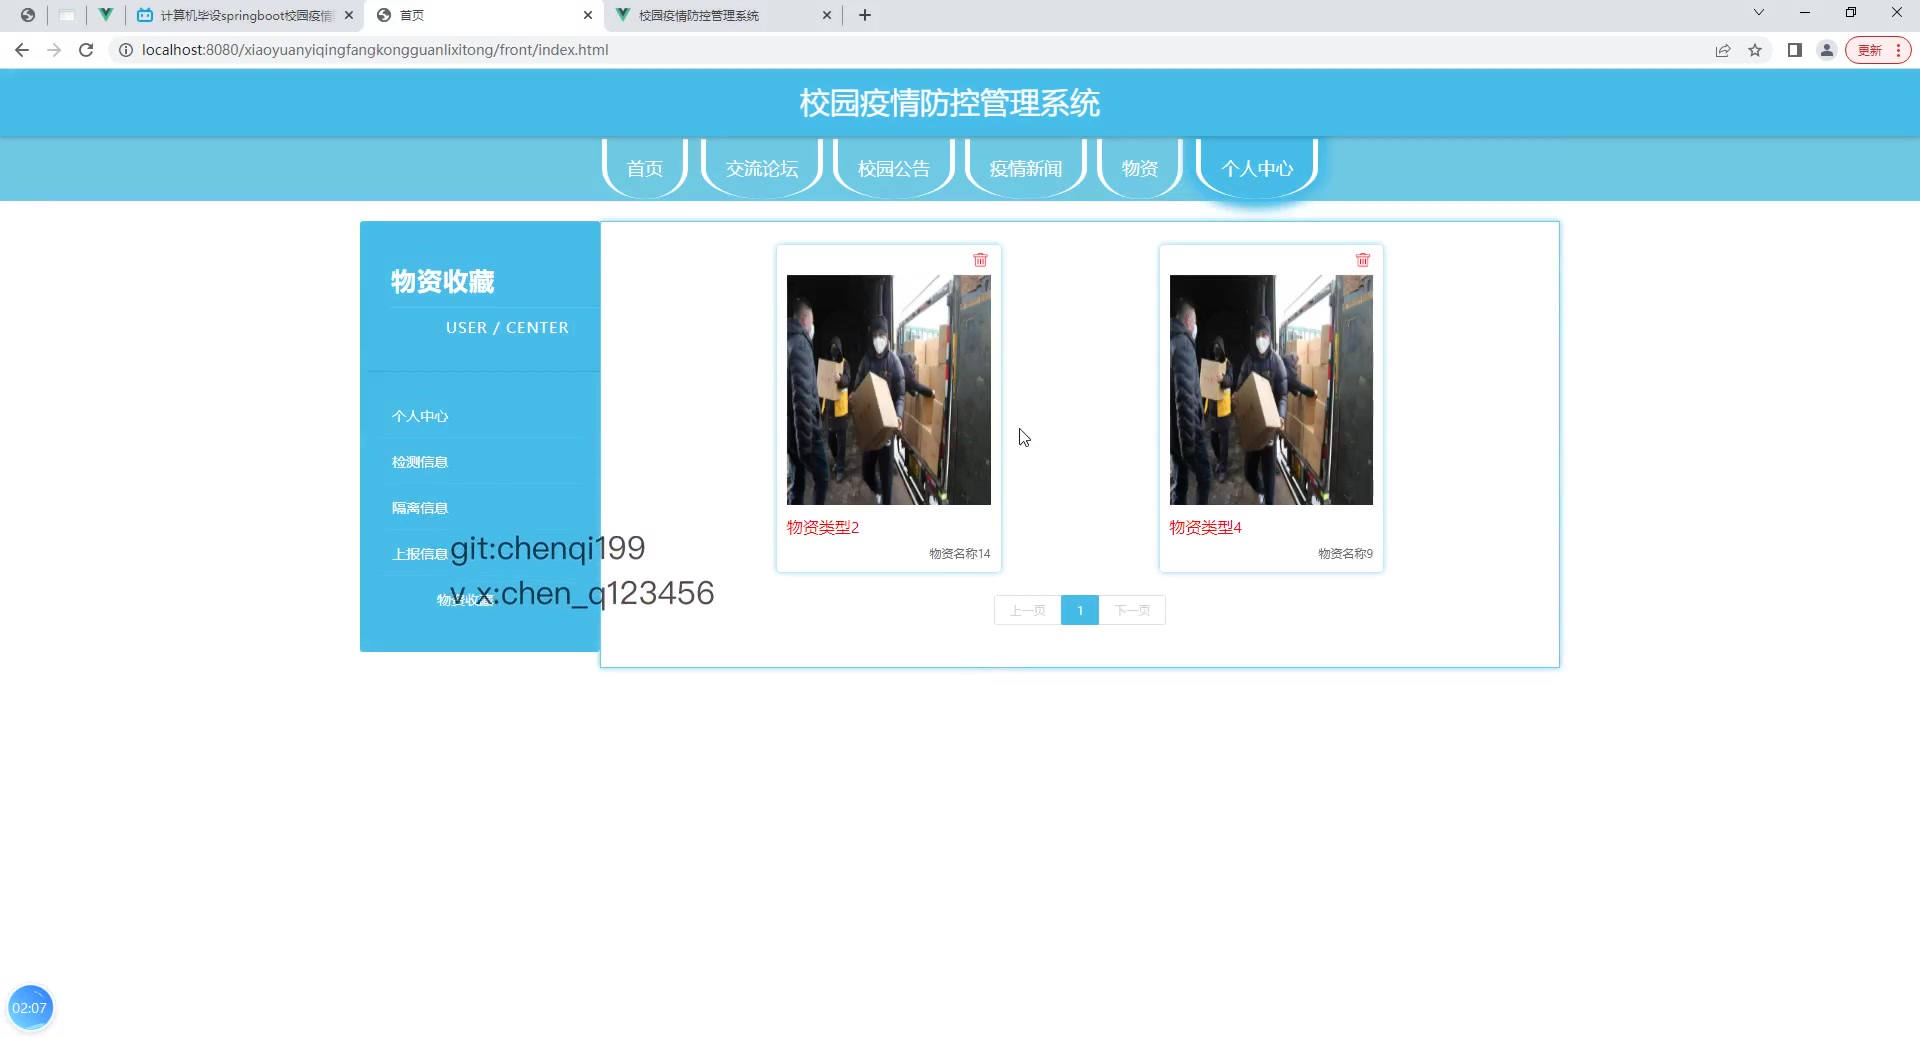 计算机毕设springboot校园疫情
首页
校园疫情防控管理系统
localhost:8080/xiaoyuanyiqingfangkongguanlixitong/front/index.html
更新
校园疫情防控管理系统
首页
交流论坛
校园公告
疫情新闻
物资
个人中心
物资收藏
USER / CENTER
个人中心
检测信息
隔离信息
上报信息
物资收藏
git:chenqi199
v x:chen_q123456
物资类型2
物资名称14
物资类型4
物资名称9
上一页
1
下一页
02:07